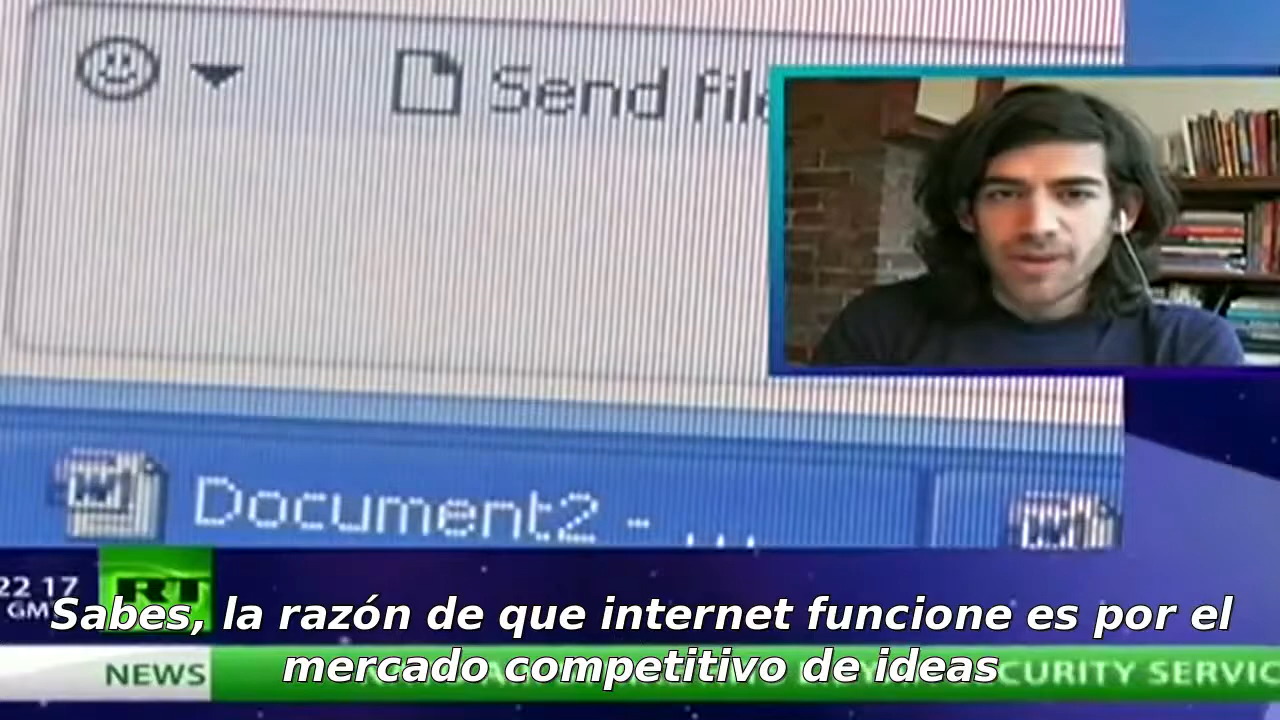 Send file
Document2 - ...
22 17
GM
RT
Sabes, la razón de que internet funcione es por el
mercado competitivo de ideas
NEWS
CURITY SERVIC